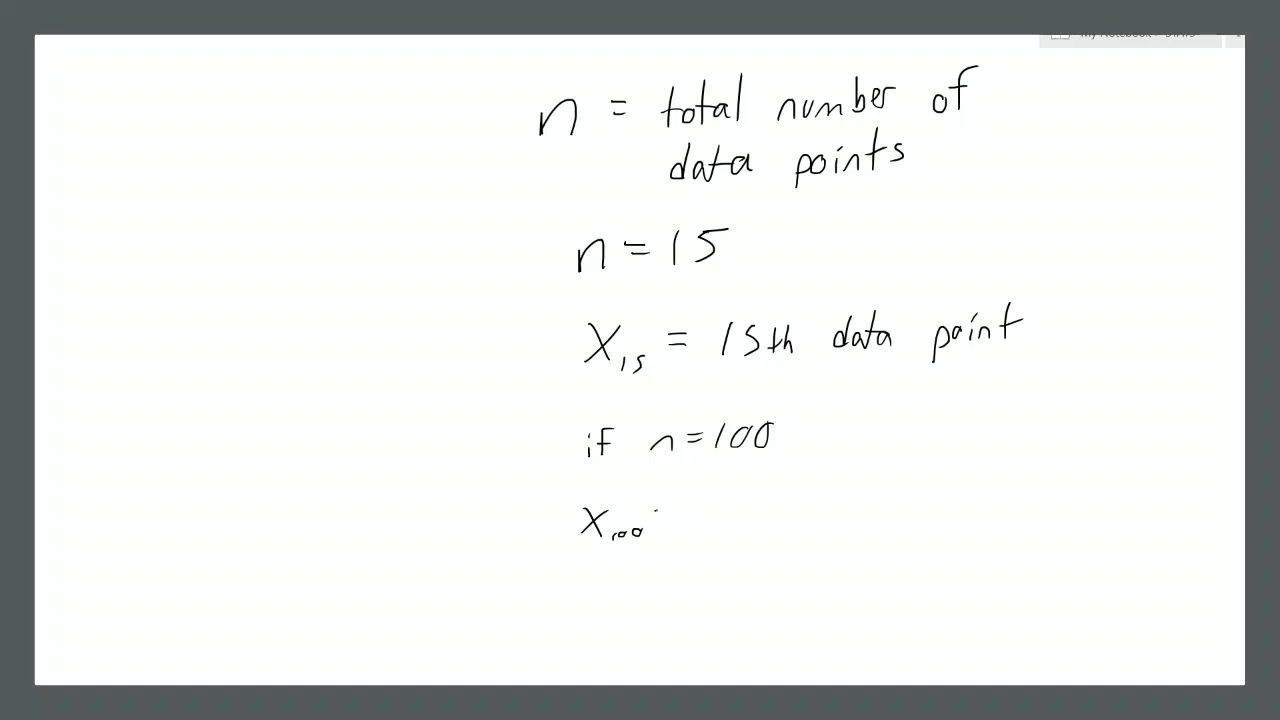 n = total number of
data points
n = 15
X₁₅ = 15th data point
if n = 100
X₁₀₀